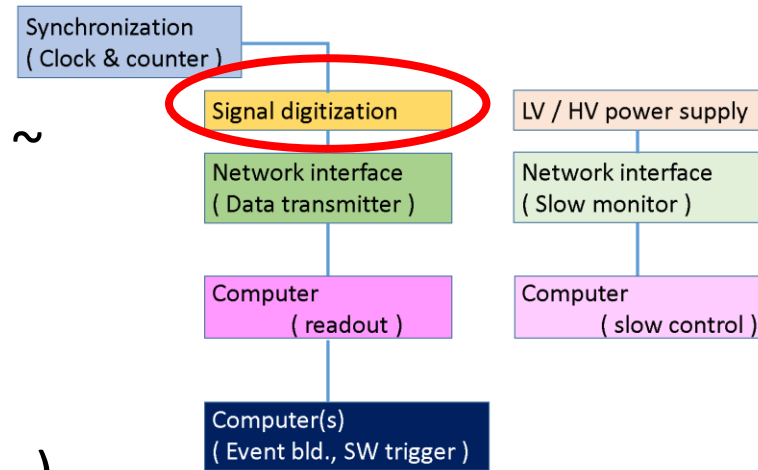 Synchronization
( Clock & counter )
~
Signal digitization
LV / HV power supply
Network interface
( Data transmitter )
Network interface
( Slow monitor )
Computer
( readout )
Computer
( slow control )
Computer(s)
( Event bld., SW trigger )
)